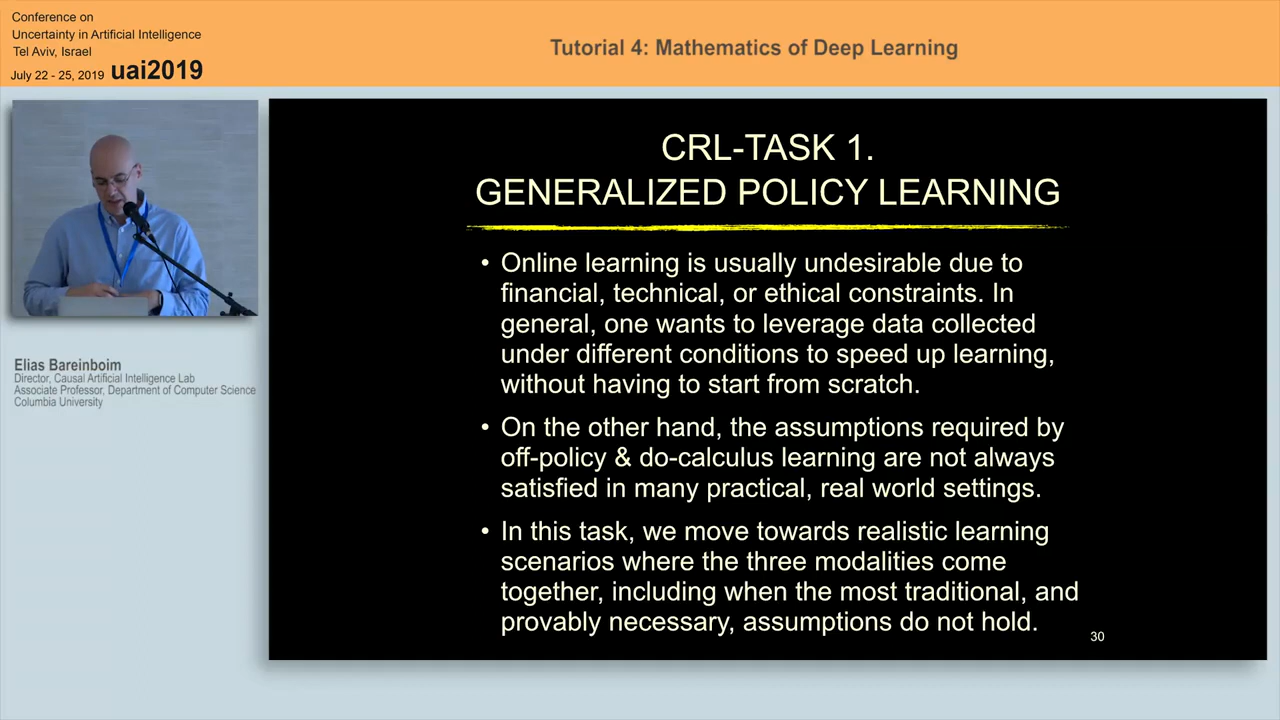 Conference on
Uncertainty in Artificial Intelligence
Tel Aviv, Israel
July 22 - 25, 2019 uai2019
Tutorial 4: Mathematics of Deep Learning
Elias Bareinboim
Director, Causal Artificial Intelligence Lab
Associate Professor, Department of Computer Science
Columbia University
CRL-TASK 1.
GENERALIZED POLICY LEARNING
• Online learning is usually undesirable due to
financial, technical, or ethical constraints. In
general, one wants to leverage data collected
under different conditions to speed up learning,
without having to start from scratch.
• On the other hand, the assumptions required by
off-policy & do-calculus learning are not always
satisfied in many practical, real world settings.
• In this task, we move towards realistic learning
scenarios where the three modalities come
together, including when the most traditional, and
provably necessary, assumptions do not hold.
30